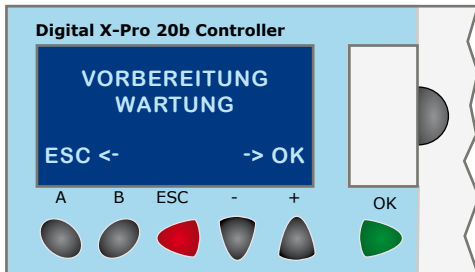 Digital X-Pro 20b Controller
VORBEREITUNG
WARTUNG
ESC <- -> OK
A B ESC - + OK